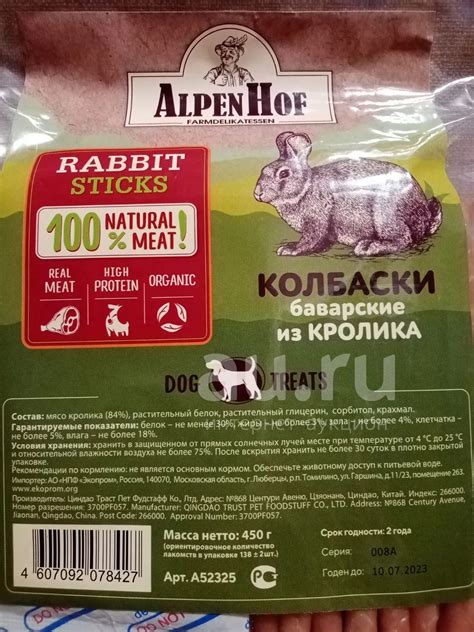 ALPENHOF
FARMDELIKATESSEN
RABBIT
STICKS
100% NATURAL MEAT!
REAL MEAT
HIGH PROTEIN
ORGANIC
КОЛБАСКИ
баварские
из КРОЛИКА
au.ru
интернет-аукцион
DOG TREATS
Состав: мясо кролика (84%), растительный белок, растительный глицерин, сорбитол, крахмал.
Гарантируемые показатели: белок – не менее 30%, жиры – не более 3% зола – не более 4%, клетчатка –
не более 5%, влага – не более 18%.
Условия хранения: хранить в защищенном от прямых солнечных лучей месте при температуре от 4 °С до 25 °С
и относительной влажности воздуха не более 75%. После вскрытия хранить не более 30 суток в плотно закрытом
виде.
Рекомендации по кормлению: не является основным кормом. Обеспечьте животному доступ к питьевой воде.
Импортер: АО «НПФ «Экопром», Россия, 140070, Московская область, г. Люберцы, р.п. Томилино, ул. Гаршина, д.11/23, помещение 263.
www.ekoprom.org
Производитель: Циндао Траст Пет Фудстафф Ко., Лтд. Адрес: №868 Центури Авеню, Цзяонань, Циндао, Китай. Индекс: 266000.
Номер разрешения: 3700PF057. Manufacturer: QINGDAO TRUST PET FOODSTUFF CO., LTD. Address: №868 Century Avenue,
Jiaonan, Qingdao, China. Post Code: 266000. Approval Number: 3700PF057.
4 607092 078427
Масса нетто: 450 г
(ориентировочное количество
лакомств в упаковке 138 ± 2шт.)
Арт. A52325
Срок годности: 2 года
Серия: 008A
Годен до: 10.07.2023